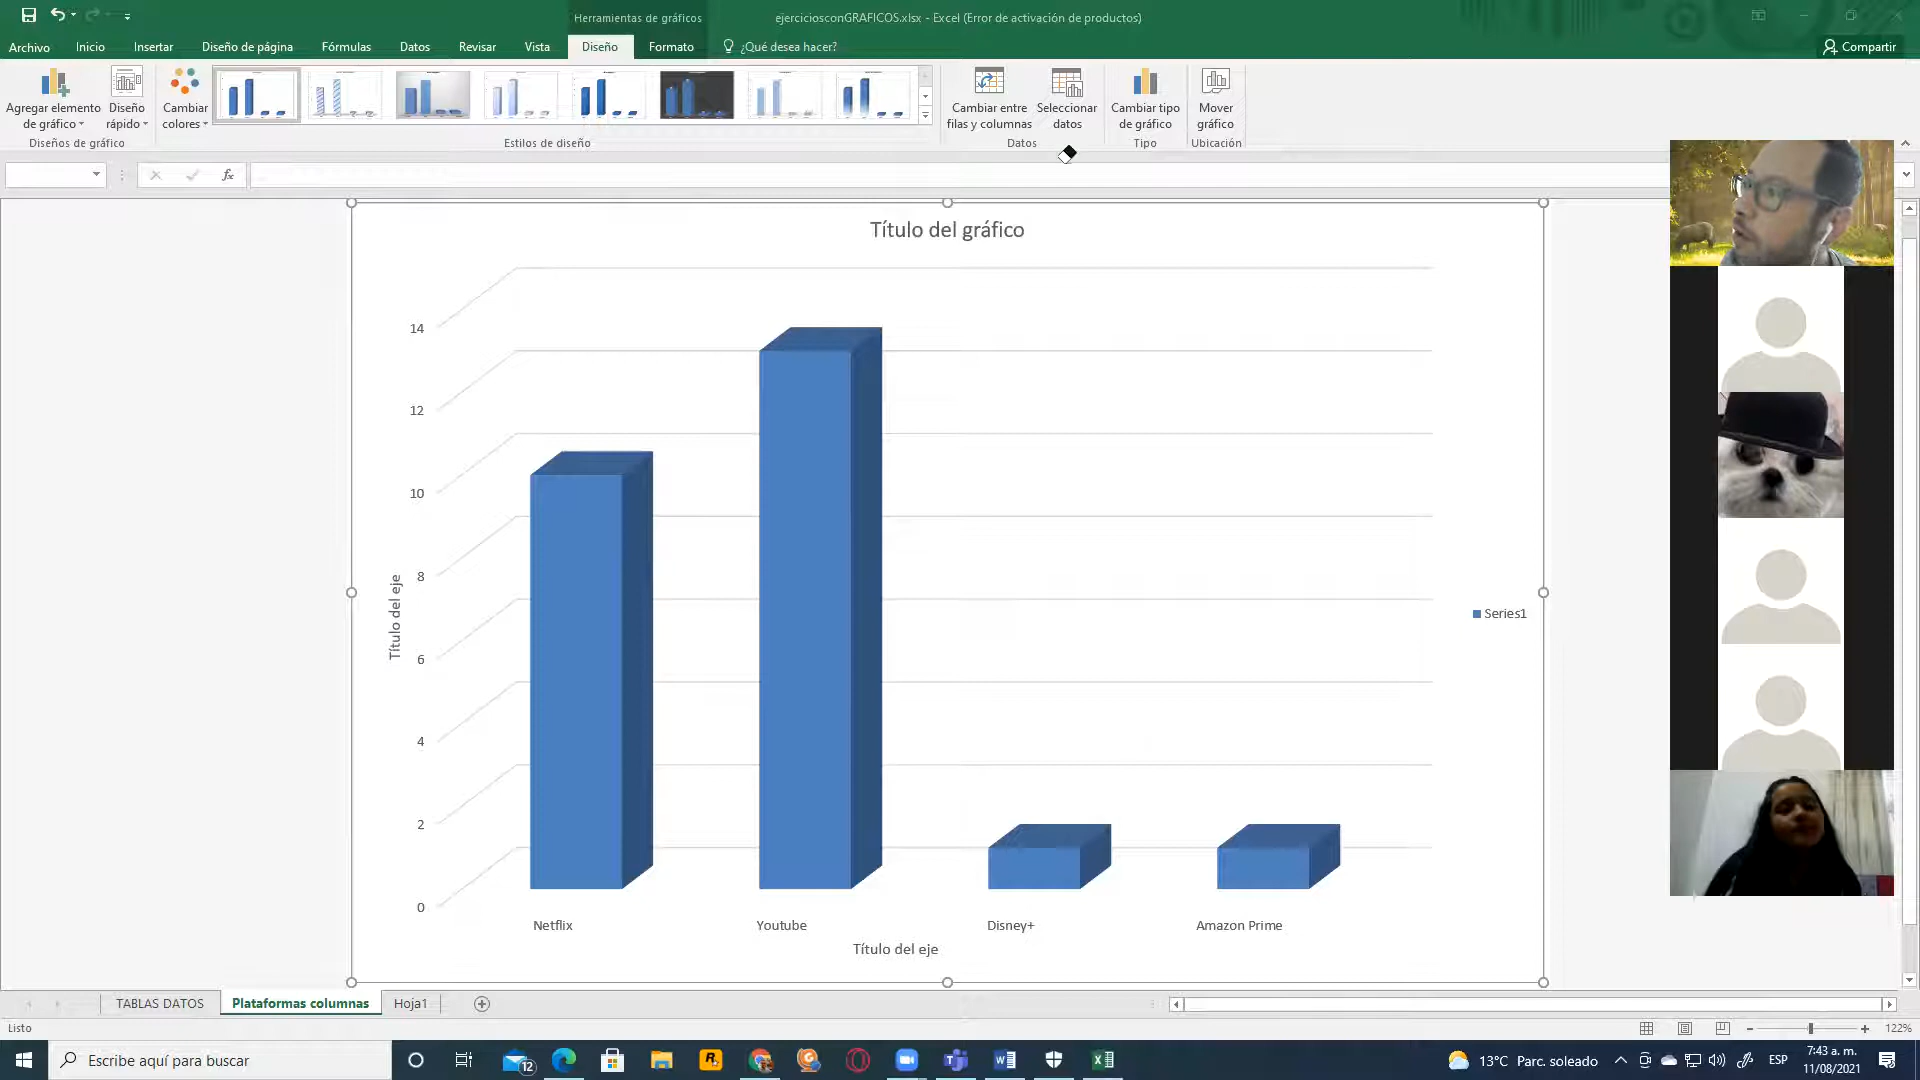 Herramientas de gráficos
ejerciciosconGRAFICOS.xlsx - Excel (Error de activación de productos)
Archivo Inicio Insertar Diseño de página Fórmulas Datos Revisar Vista Diseño Formato ¿Qué desea hacer? Compartir
Agregar elemento de gráfico
Diseño rápido
Cambiar colores
Cambiar entre filas y columnas
Seleccionar datos
Cambiar tipo de gráfico
Mover gráfico
Diseños de gráfico Estilos de diseño Datos Tipo Ubicación
fx
Título del gráfico
14
12
10
8
6
4
2
0
Título del eje
Series1
Netflix Youtube Disney+ Amazon Prime
Título del eje
TABLAS DATOS Plataformas columnas Hoja1
Listo
122%
Escribe aquí para buscar
12
13°C Parc. soleado
ESP
7:43 a. m.
11/08/2021